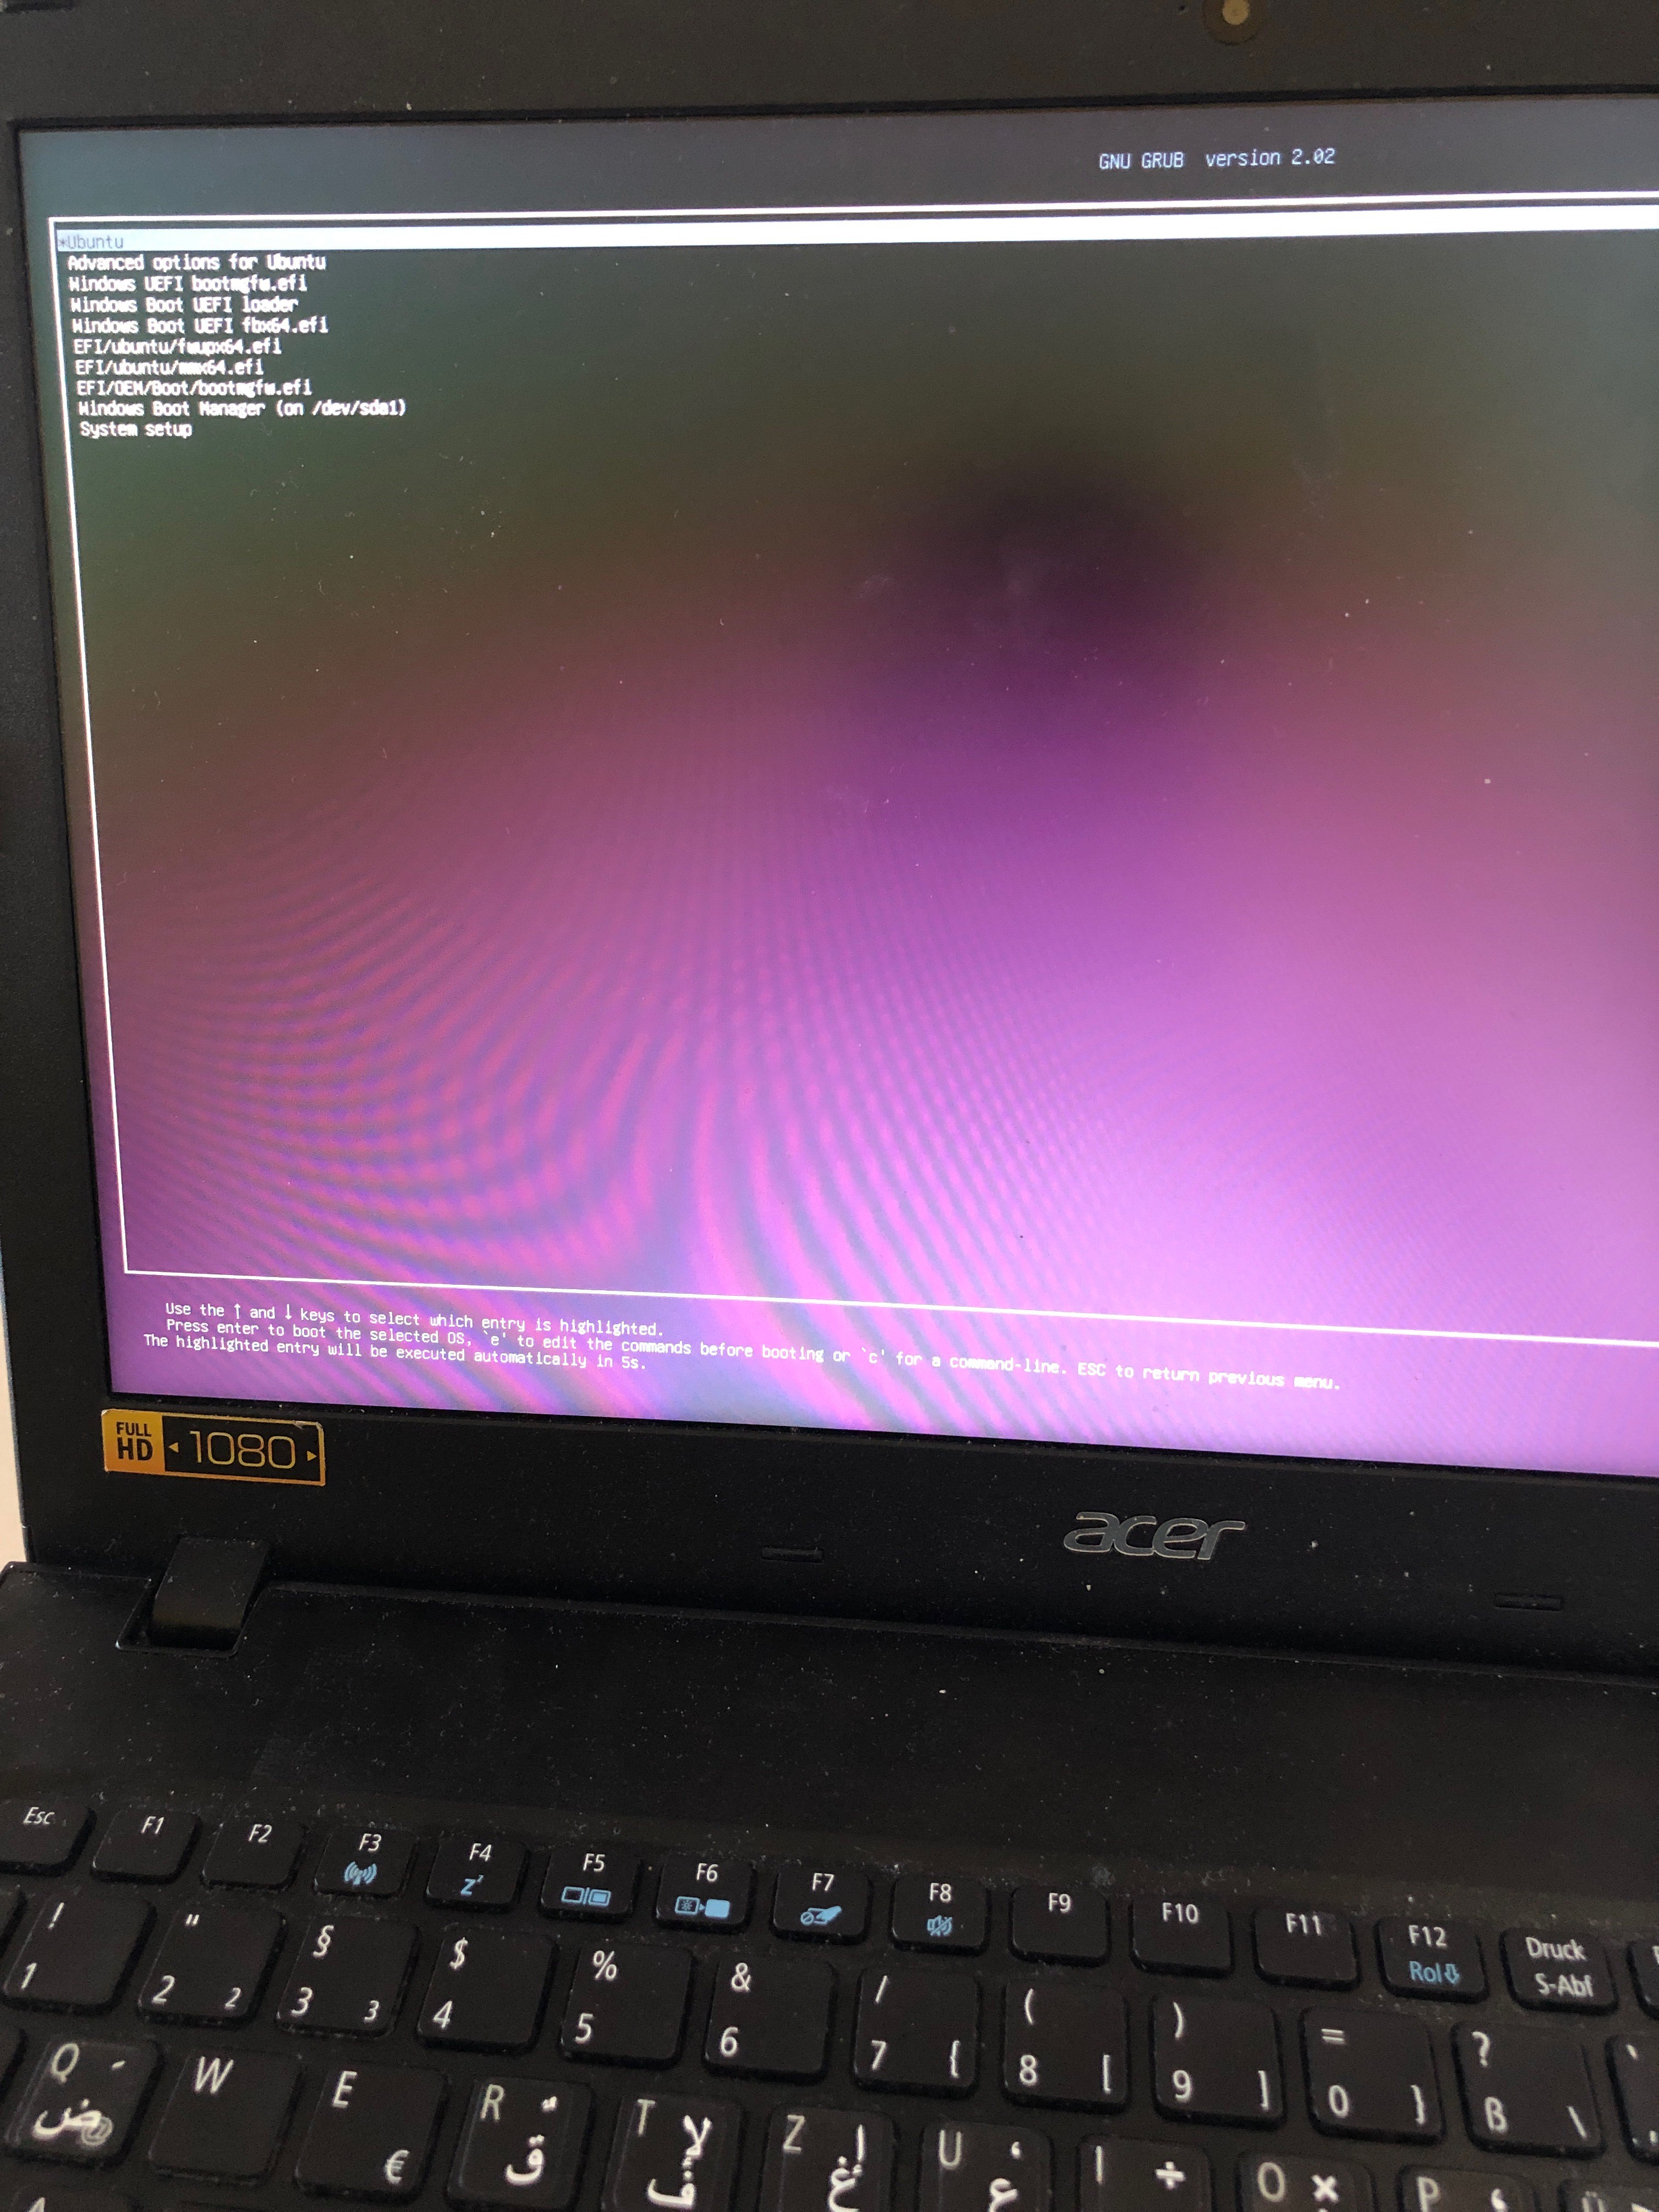 GNU GRUB version 2.02
*Ubuntu
Advanced options for Ubuntu
Windows UEFI bootmgfw.efi
Windows Boot UEFI loader
Windows Boot UEFI fbx64.efi
EFI/ubuntu/fwupx64.efi
EFI/ubuntu/mmx64.efi
EFI/OEM/Boot/bootmgfw.efi
Windows Boot Manager (on /dev/sda1)
System setup
Use the ↑ and ↓ keys to select which entry is highlighted.
Press enter to boot the selected OS, `e' to edit the commands before booting or `c' for a command-line. ESC to return previous menu.
The highlighted entry will be executed automatically in 5s.
FULL HD 1080
acer
Esc F1 F2 F3 F4 Zᶻ F5 F6 F7 F8 F9 F10 F11 F12 Rol Druck S-Abf
! " § $ % & / ( ) = ?
1 2 2 3 3 4 5 6 7 { 8 [ 9 ] 0 } ß \
Q W E R T Z U I ÷ O × P
ض @ € ق لا غ ع